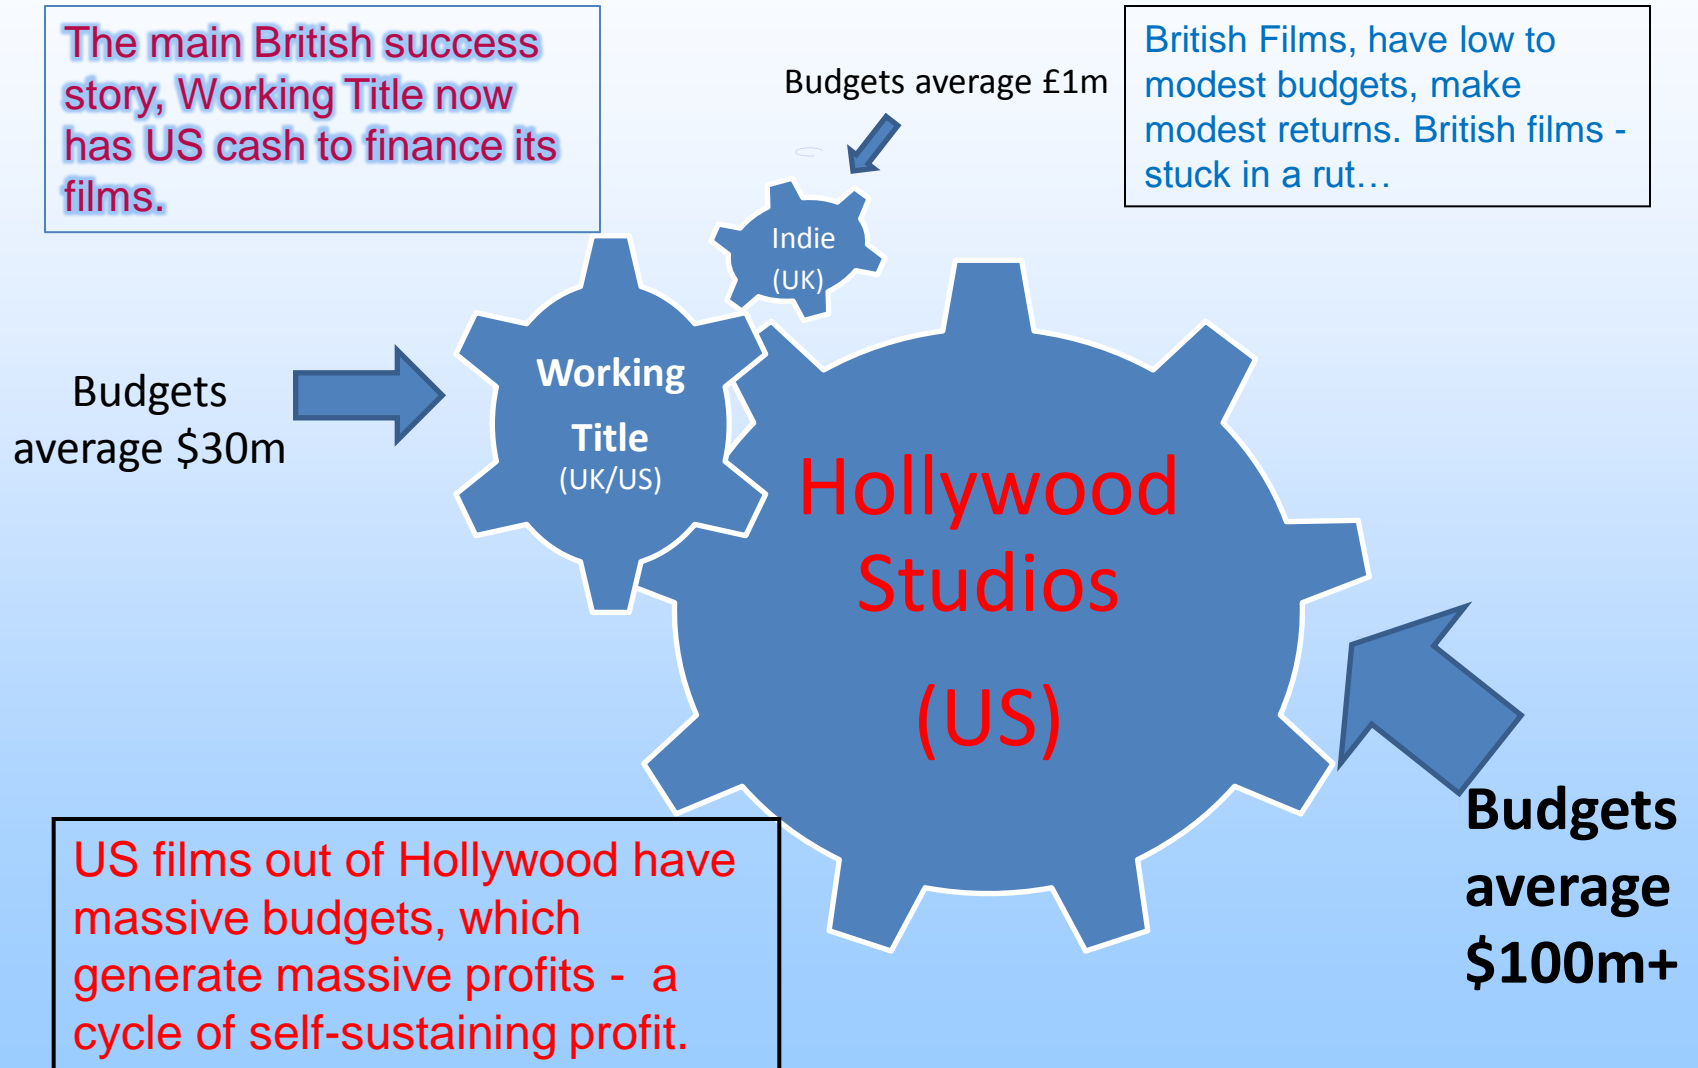 The main British success
story, Working Title now
has US cash to finance its
films.
Budgets average £1m
British Films, have low to
modest budgets, make
modest returns. British films -
stuck in a rut…
Indie
(UK)
Budgets
average $30m
Working
Title
(UK/US)
Hollywood
Studios
(US)
Budgets
average
$100m+
US films out of Hollywood have
massive budgets, which
generate massive profits - a
cycle of self-sustaining profit.